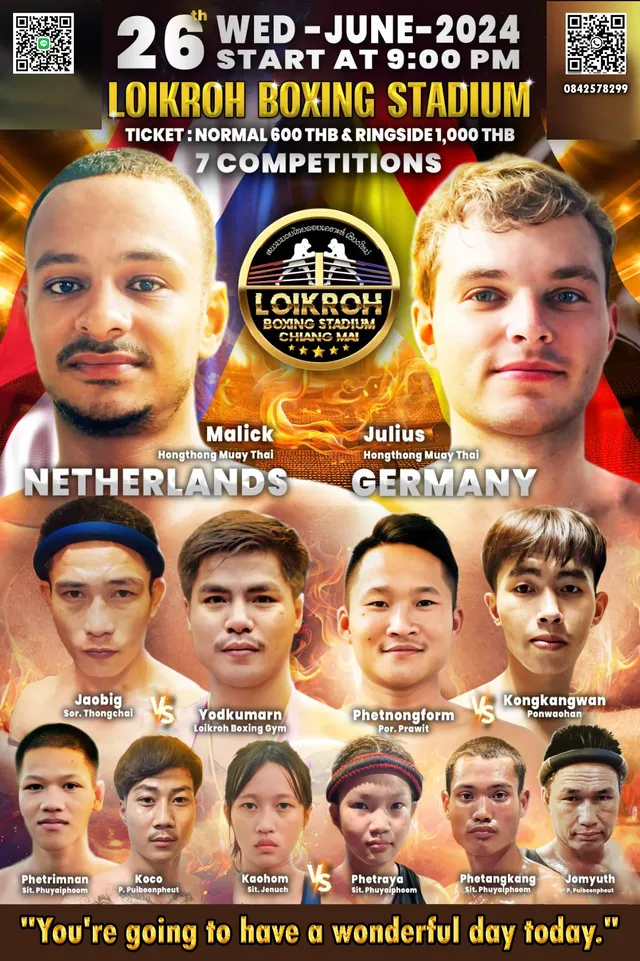 26th WED -JUNE-2024
START AT 9:00 PM
0842578299
LOIKROH BOXING STADIUM
TICKET : NORMAL 600 THB & RINGSIDE 1,000 THB
7 COMPETITIONS
LOIKROH
BOXING STADIUM
CHIANG MAI
Malick
Hongthong Muay Thai
NETHERLANDS
Julius
Hongthong Muay Thai
GERMANY
Jaobig
Sor. Thongchai
VS
Yodkumarn
Loikroh Boxing Gym
Phetnongform
Por. Prawit
VS
Kongkangwan
Ponwaohan
Phetrimnan
Sit. Phuyaiphoom
Koco
P. Puiboonpheut
Kaohom
Sit. Jenuch
VS
Phetraya
Sit. Phuyaiphoom
Phetangkang
Sit. Phuyaiphoom
Jomyuth
P. Puiboonpheut
"You're going to have a wonderful day today."